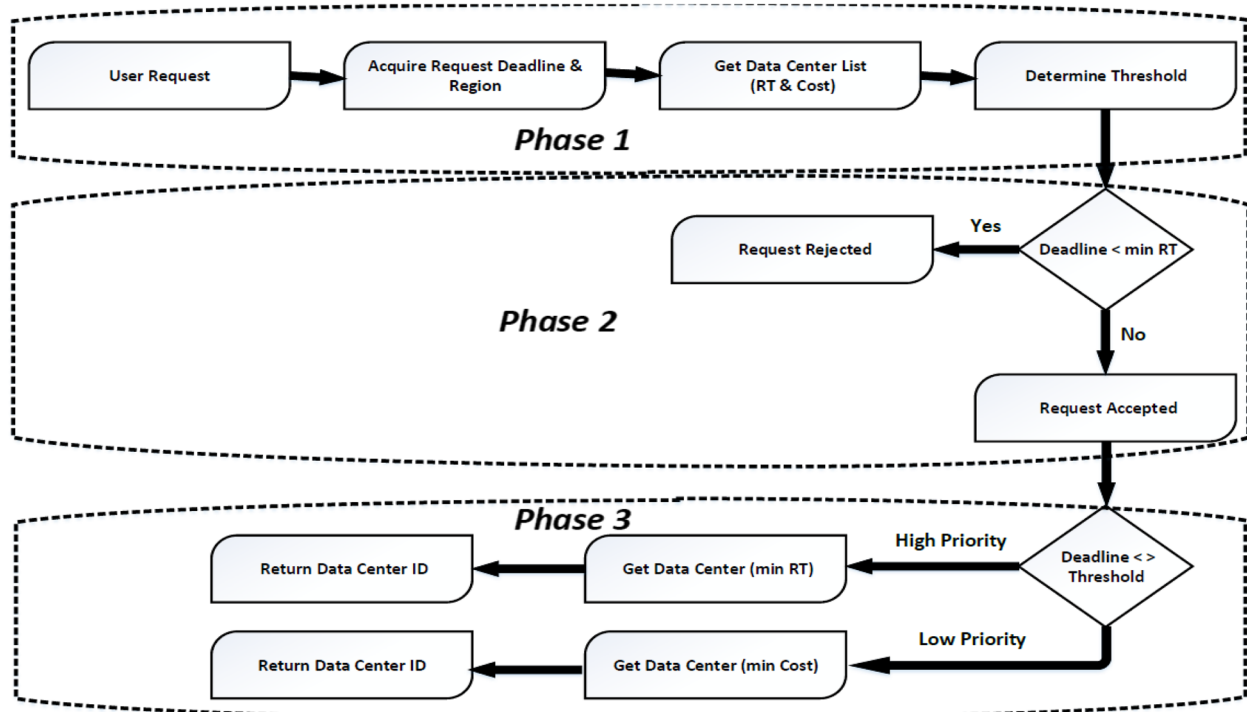 User Request
Acquire Request Deadline &
Region
Get Data Center List
(RT & Cost)
Determine Threshold
Phase 1
Yes
Request Rejected
Deadline < min RT
Phase 2
No
Request Accepted
Phase 3
High Priority
Return Data Center ID
Get Data Center (min RT)
Deadline < >
Threshold
Low Priority
Return Data Center ID
Get Data Center (min Cost)